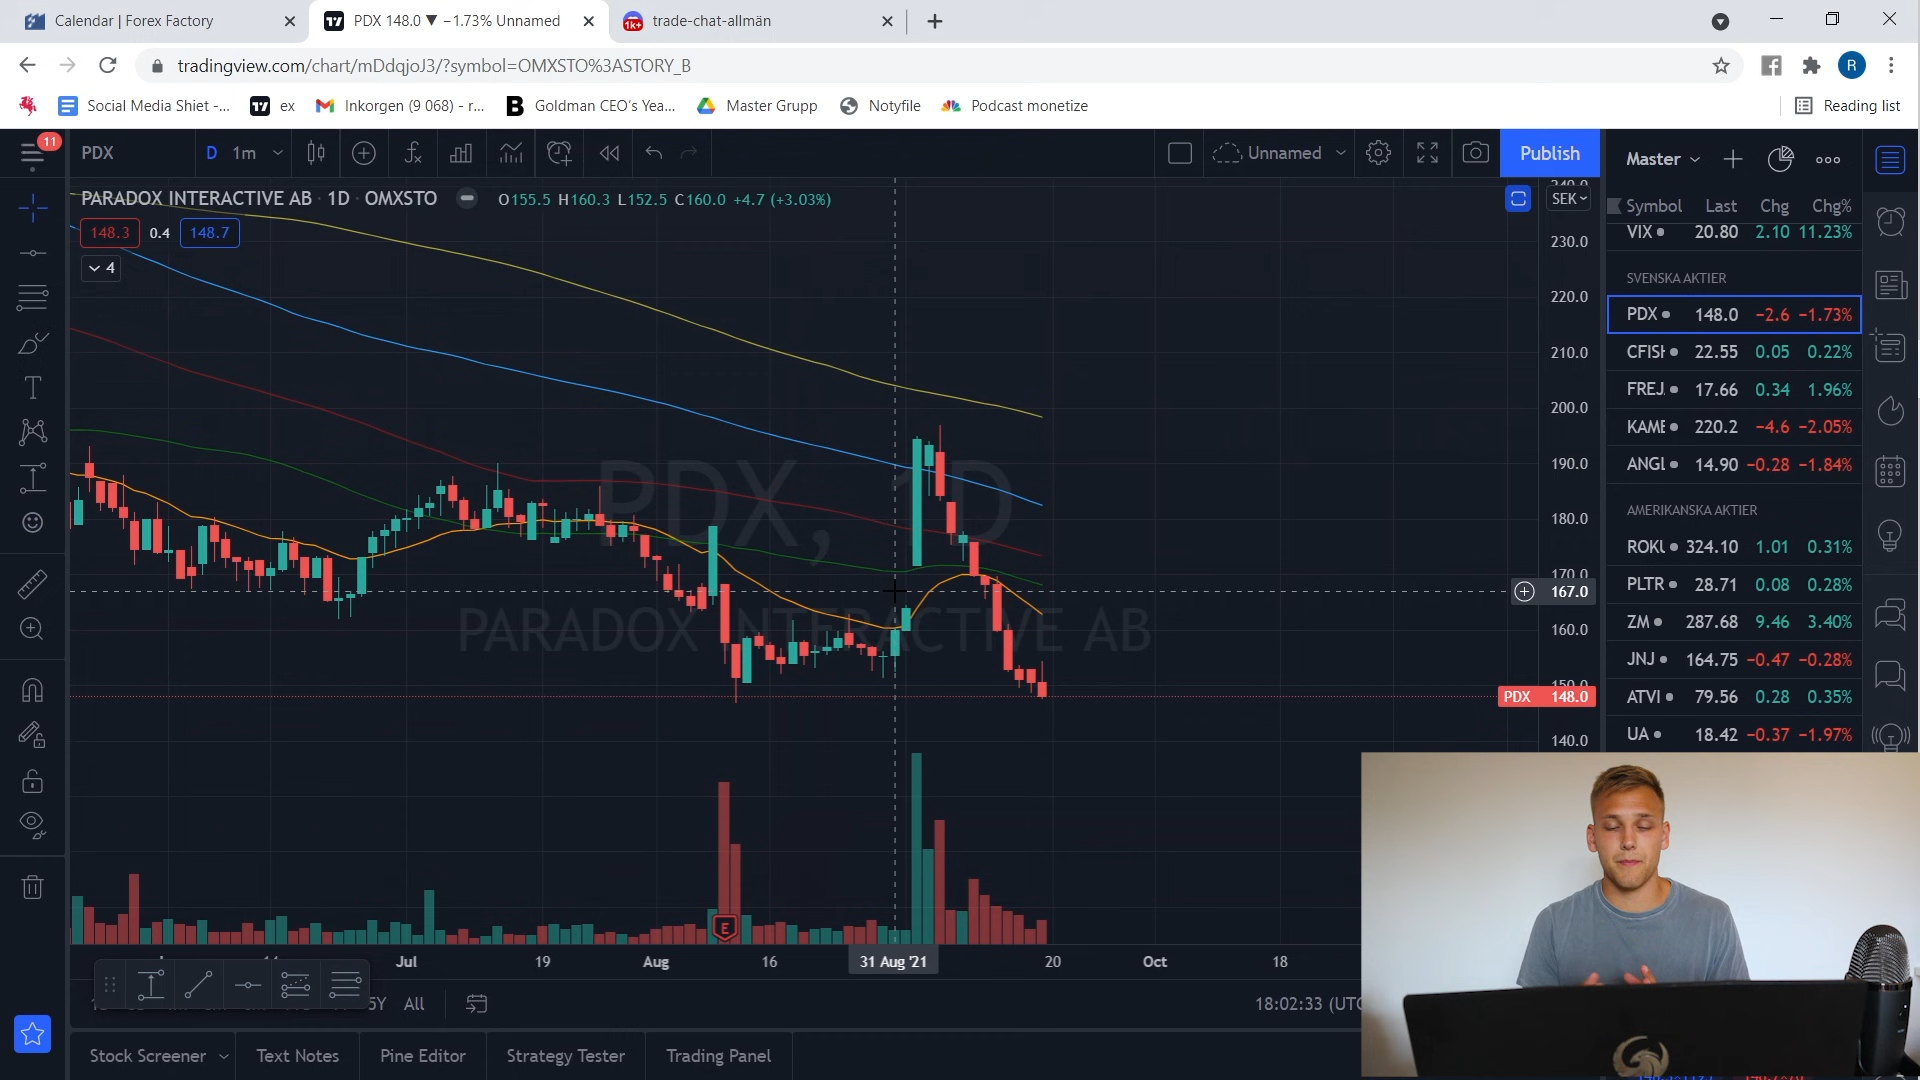 Calendar | Forex Factory
PDX 148.0 ▼ −1.73% Unnamed
1k+
trade-chat-allmän
tradingview.com/chart/mDdqjoJ3/?symbol=OMXSTO%3ASTORY_B
R
Social Media Shiet -...
ex
Inkorgen (9 068) - r...
B
Goldman CEO's Yea...
Master Grupp
Notyfile
Podcast monetize
Reading list
11
PDX
D 1m
Unnamed
Publish
Master
PARADOX INTERACTIVE AB · 1D · OMXSTO
O155.5 H160.3 L152.5 C160.0 +4.7 (+3.03%)
SEK
148.3 0.4 148.7
4
PDX, 1D
PARADOX INTERACTIVE AB
240.0
230.0
220.0
210.0
200.0
190.0
180.0
170.0
167.0
160.0
150.0
PDX 148.0
140.0
Symbol Last Chg Chg%
VIX 20.80 2.10 11.23%
SVENSKA AKTIER
PDX 148.0 −2.6 −1.73%
CFISH 22.55 0.05 0.22%
FREJ. 17.66 0.34 1.96%
KAME 220.2 −4.6 −2.05%
ANGL 14.90 −0.28 −1.84%
AMERIKANSKA AKTIER
ROKU 324.10 1.01 0.31%
PLTR 28.71 0.08 0.28%
ZM 287.68 9.46 3.40%
JNJ 164.75 −0.47 −0.28%
ATVI 79.56 0.28 0.35%
UA 18.42 −0.37 −1.97%
E
Jul 19 Aug 16 31 Aug '21 20 Oct 18
5Y All
18:02:33 (UTC
Stock Screener
Text Notes
Pine Editor
Strategy Tester
Trading Panel